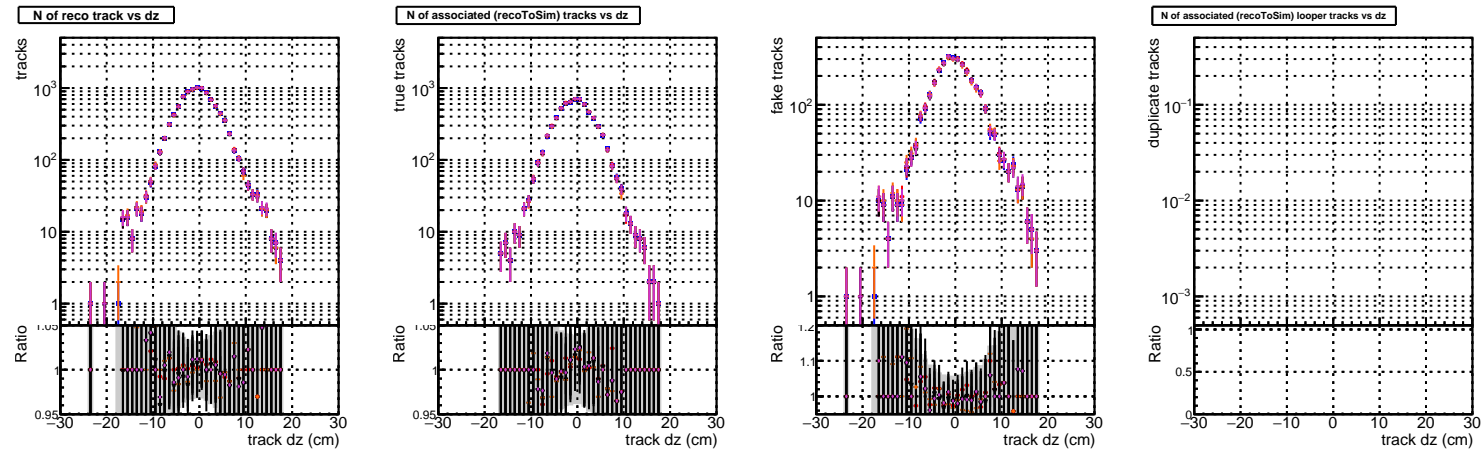 N of reco track vs dz
tracks
10³
10²
10
1
Ratio
1.05
1
0.95
−30 −20 −10 0 10 20 30
track dz (cm)
N of associated (recoToSim) tracks vs dz
true tracks
10³
10²
10
1
Ratio
1.05
1
0.95
−30 −20 −10 0 10 20 30
track dz (cm)
fake tracks
10²
10
1
Ratio
1.2
1.1
1
−30 −20 −10 0 10 20 30
track dz (cm)
N of associated (recoToSim) looper tracks vs dz
duplicate tracks
10⁻¹
10⁻²
10⁻³
Ratio
1
0.5
0
−30 −20 −10 0 10 20 30
track dz (cm)